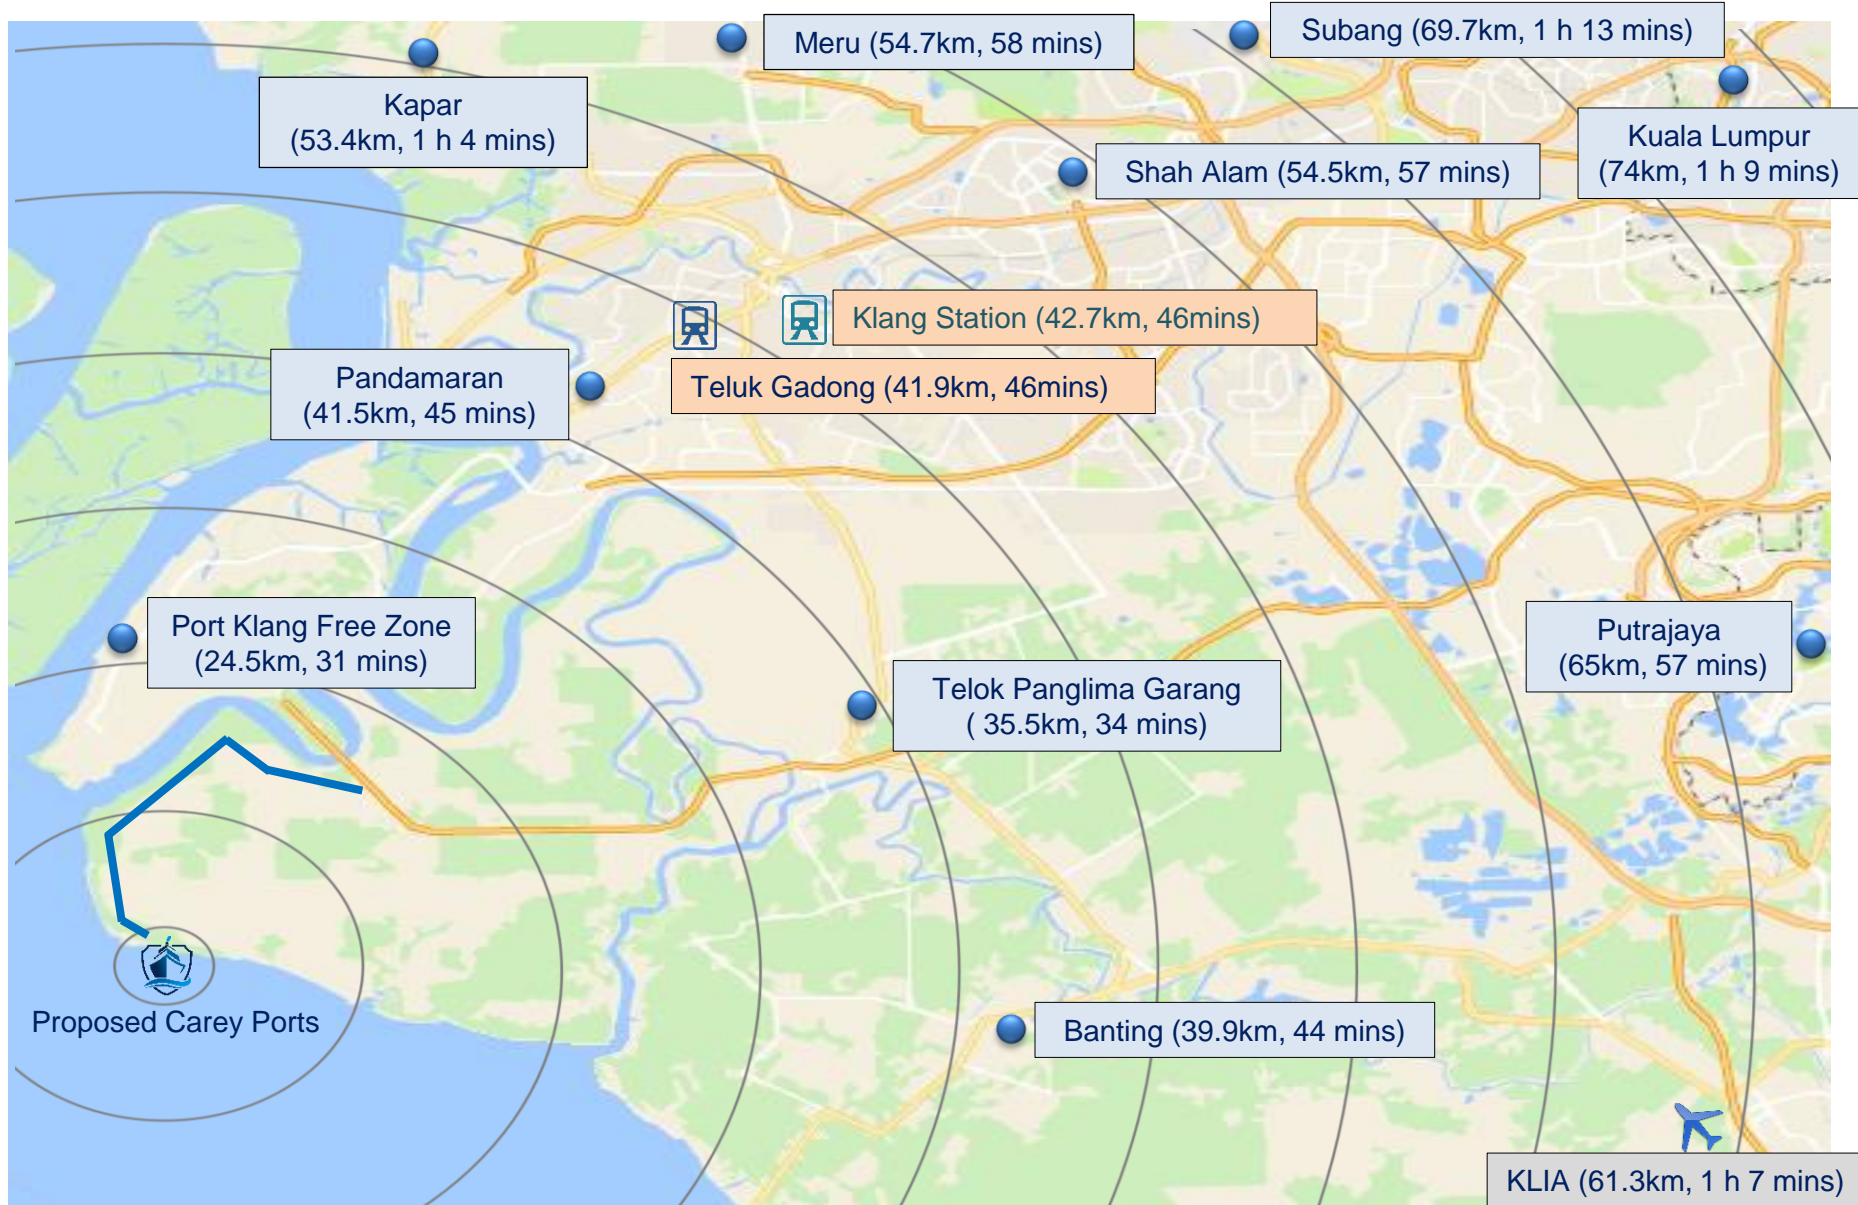 Subang (69.7km, 1 h 13 mins)
Meru (54.7km, 58 mins)
Kapar
(53.4km, 1 h 4 mins)
Kuala Lumpur
(74km, 1 h 9 mins)
Shah Alam (54.5km, 57 mins)
Klang Station (42.7km, 46mins)
Pandamaran
(41.5km, 45 mins)
Teluk Gadong (41.9km, 46mins)
Port Klang Free Zone
(24.5km, 31 mins)
Putrajaya
(65km, 57 mins)
Telok Panglima Garang
( 35.5km, 34 mins)
Proposed Carey Ports
Banting (39.9km, 44 mins)
KLIA (61.3km, 1 h 7 mins)